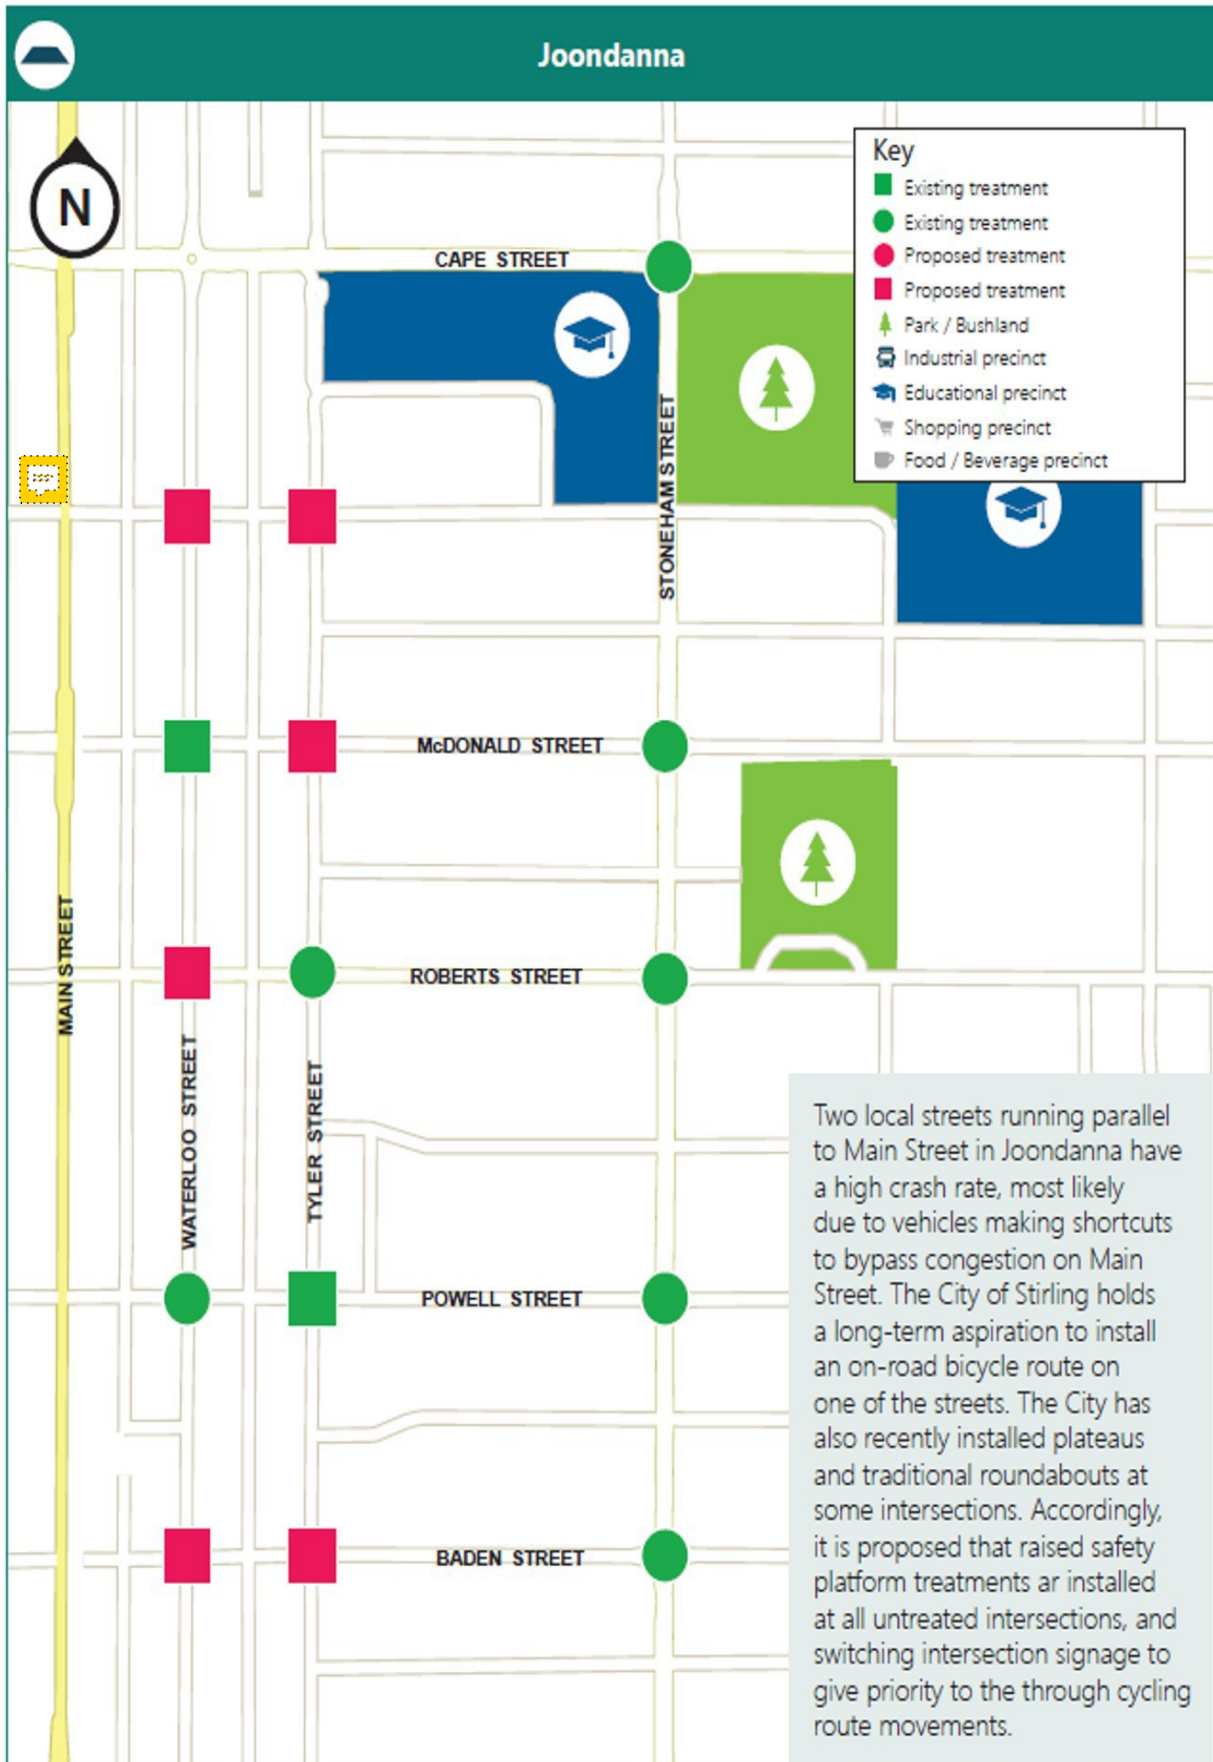 Joondanna
N
Key
Existing treatment
Existing treatment
Proposed treatment
Proposed treatment
Park / Bushland
Industrial precinct
Educational precinct
Shopping precinct
Food / Beverage precinct
CAPE STREET
STONEHAM STREET
McDONALD STREET
MAIN STREET
ROBERTS STREET
WATERLOO STREET
TYLER STREET
POWELL STREET
BADEN STREET
Two local streets running parallel
to Main Street in Joondanna have
a high crash rate, most likely
due to vehicles making shortcuts
to bypass congestion on Main
Street. The City of Stirling holds
a long-term aspiration to install
an on-road bicycle route on
one of the streets. The City has
also recently installed plateaus
and traditional roundabouts at
some intersections. Accordingly,
it is proposed that raised safety
platform treatments ar installed
at all untreated intersections, and
switching intersection signage to
give priority to the through cycling
route movements.